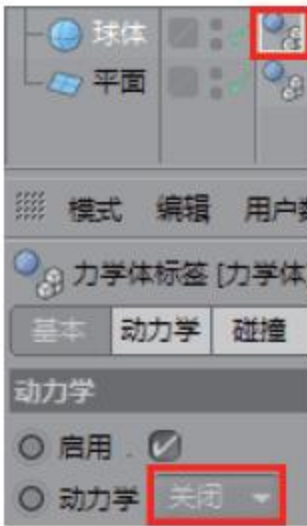 球体
平面
模式 编辑 用户
力学体标签 [力学体
基本 动力学 碰撞
动力学
启用 .
动力学 关闭